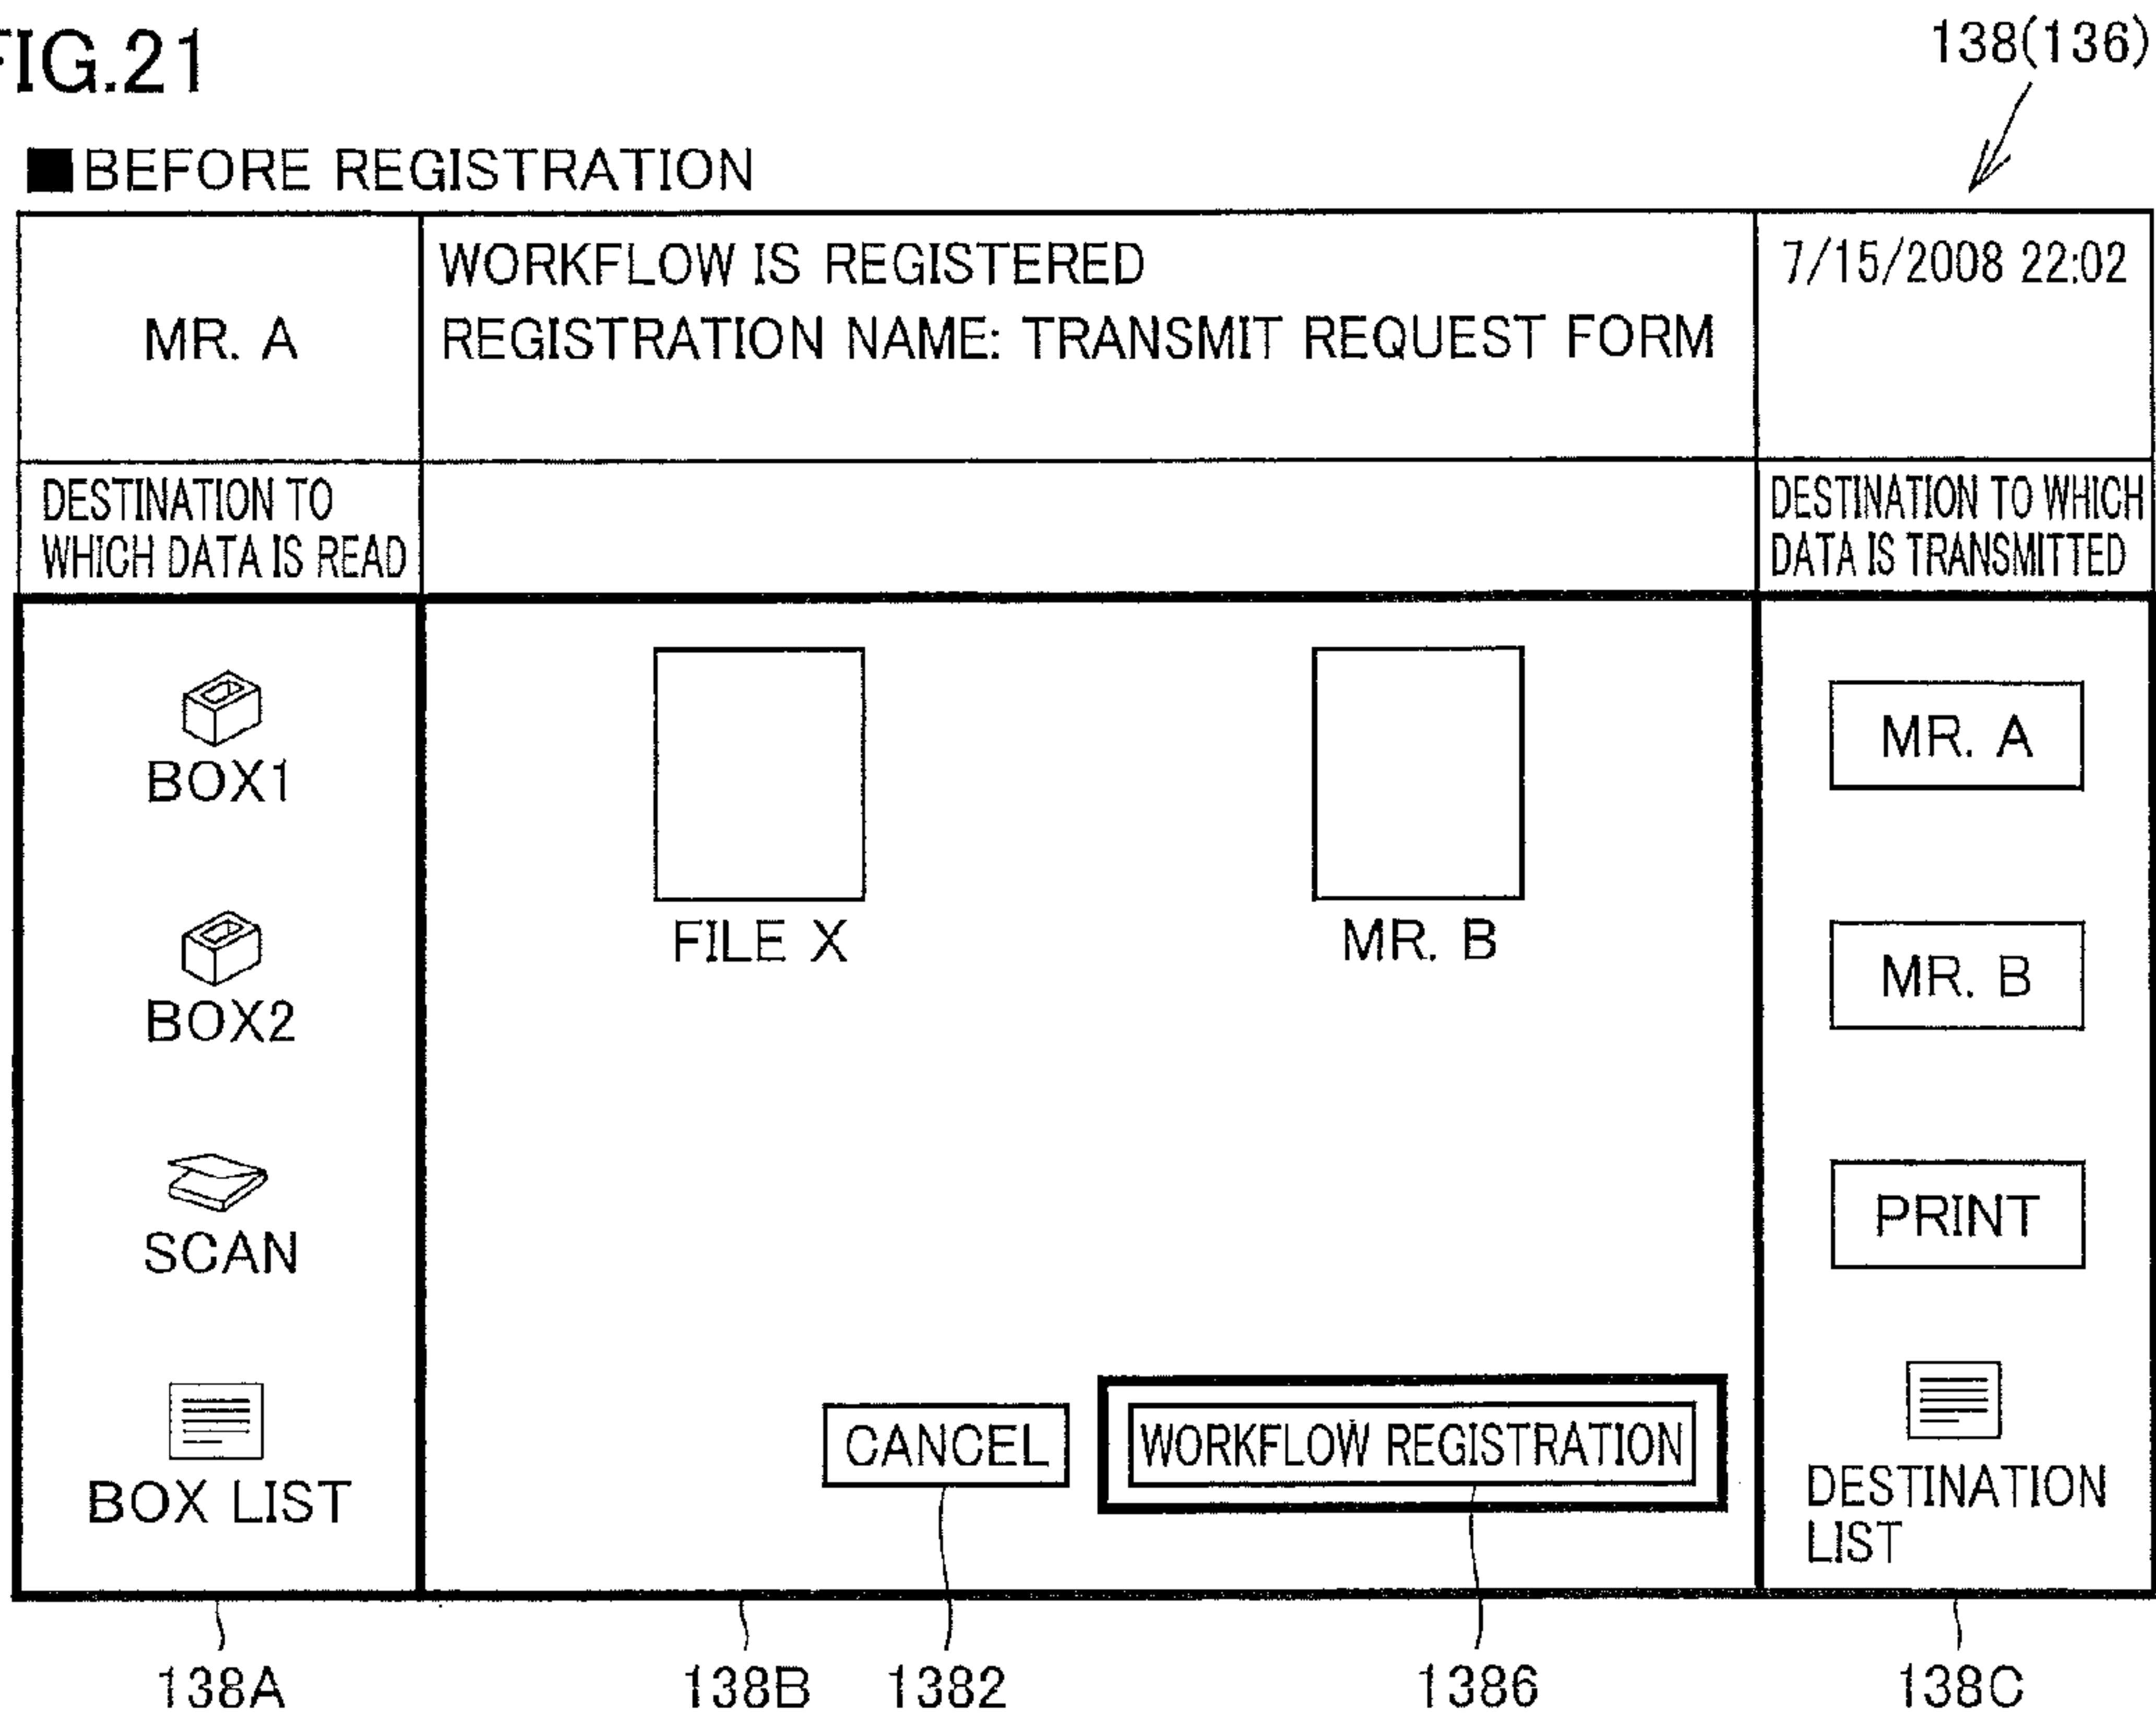 FIG.21
138(136)
■BEFORE REGISTRATION
MR. A
WORKFLOW IS REGISTERED
REGISTRATION NAME: TRANSMIT REQUEST FORM
7/15/2008 22:02
DESTINATION TO
WHICH DATA IS READ
DESTINATION TO WHICH
DATA IS TRANSMITTED
BOX1
BOX2
SCAN
BOX LIST
FILE X
MR. B
CANCEL
WORKFLOW REGISTRATION
MR. A
MR. B
PRINT
DESTINATION
LIST
138A
138B
1382
1386
138C